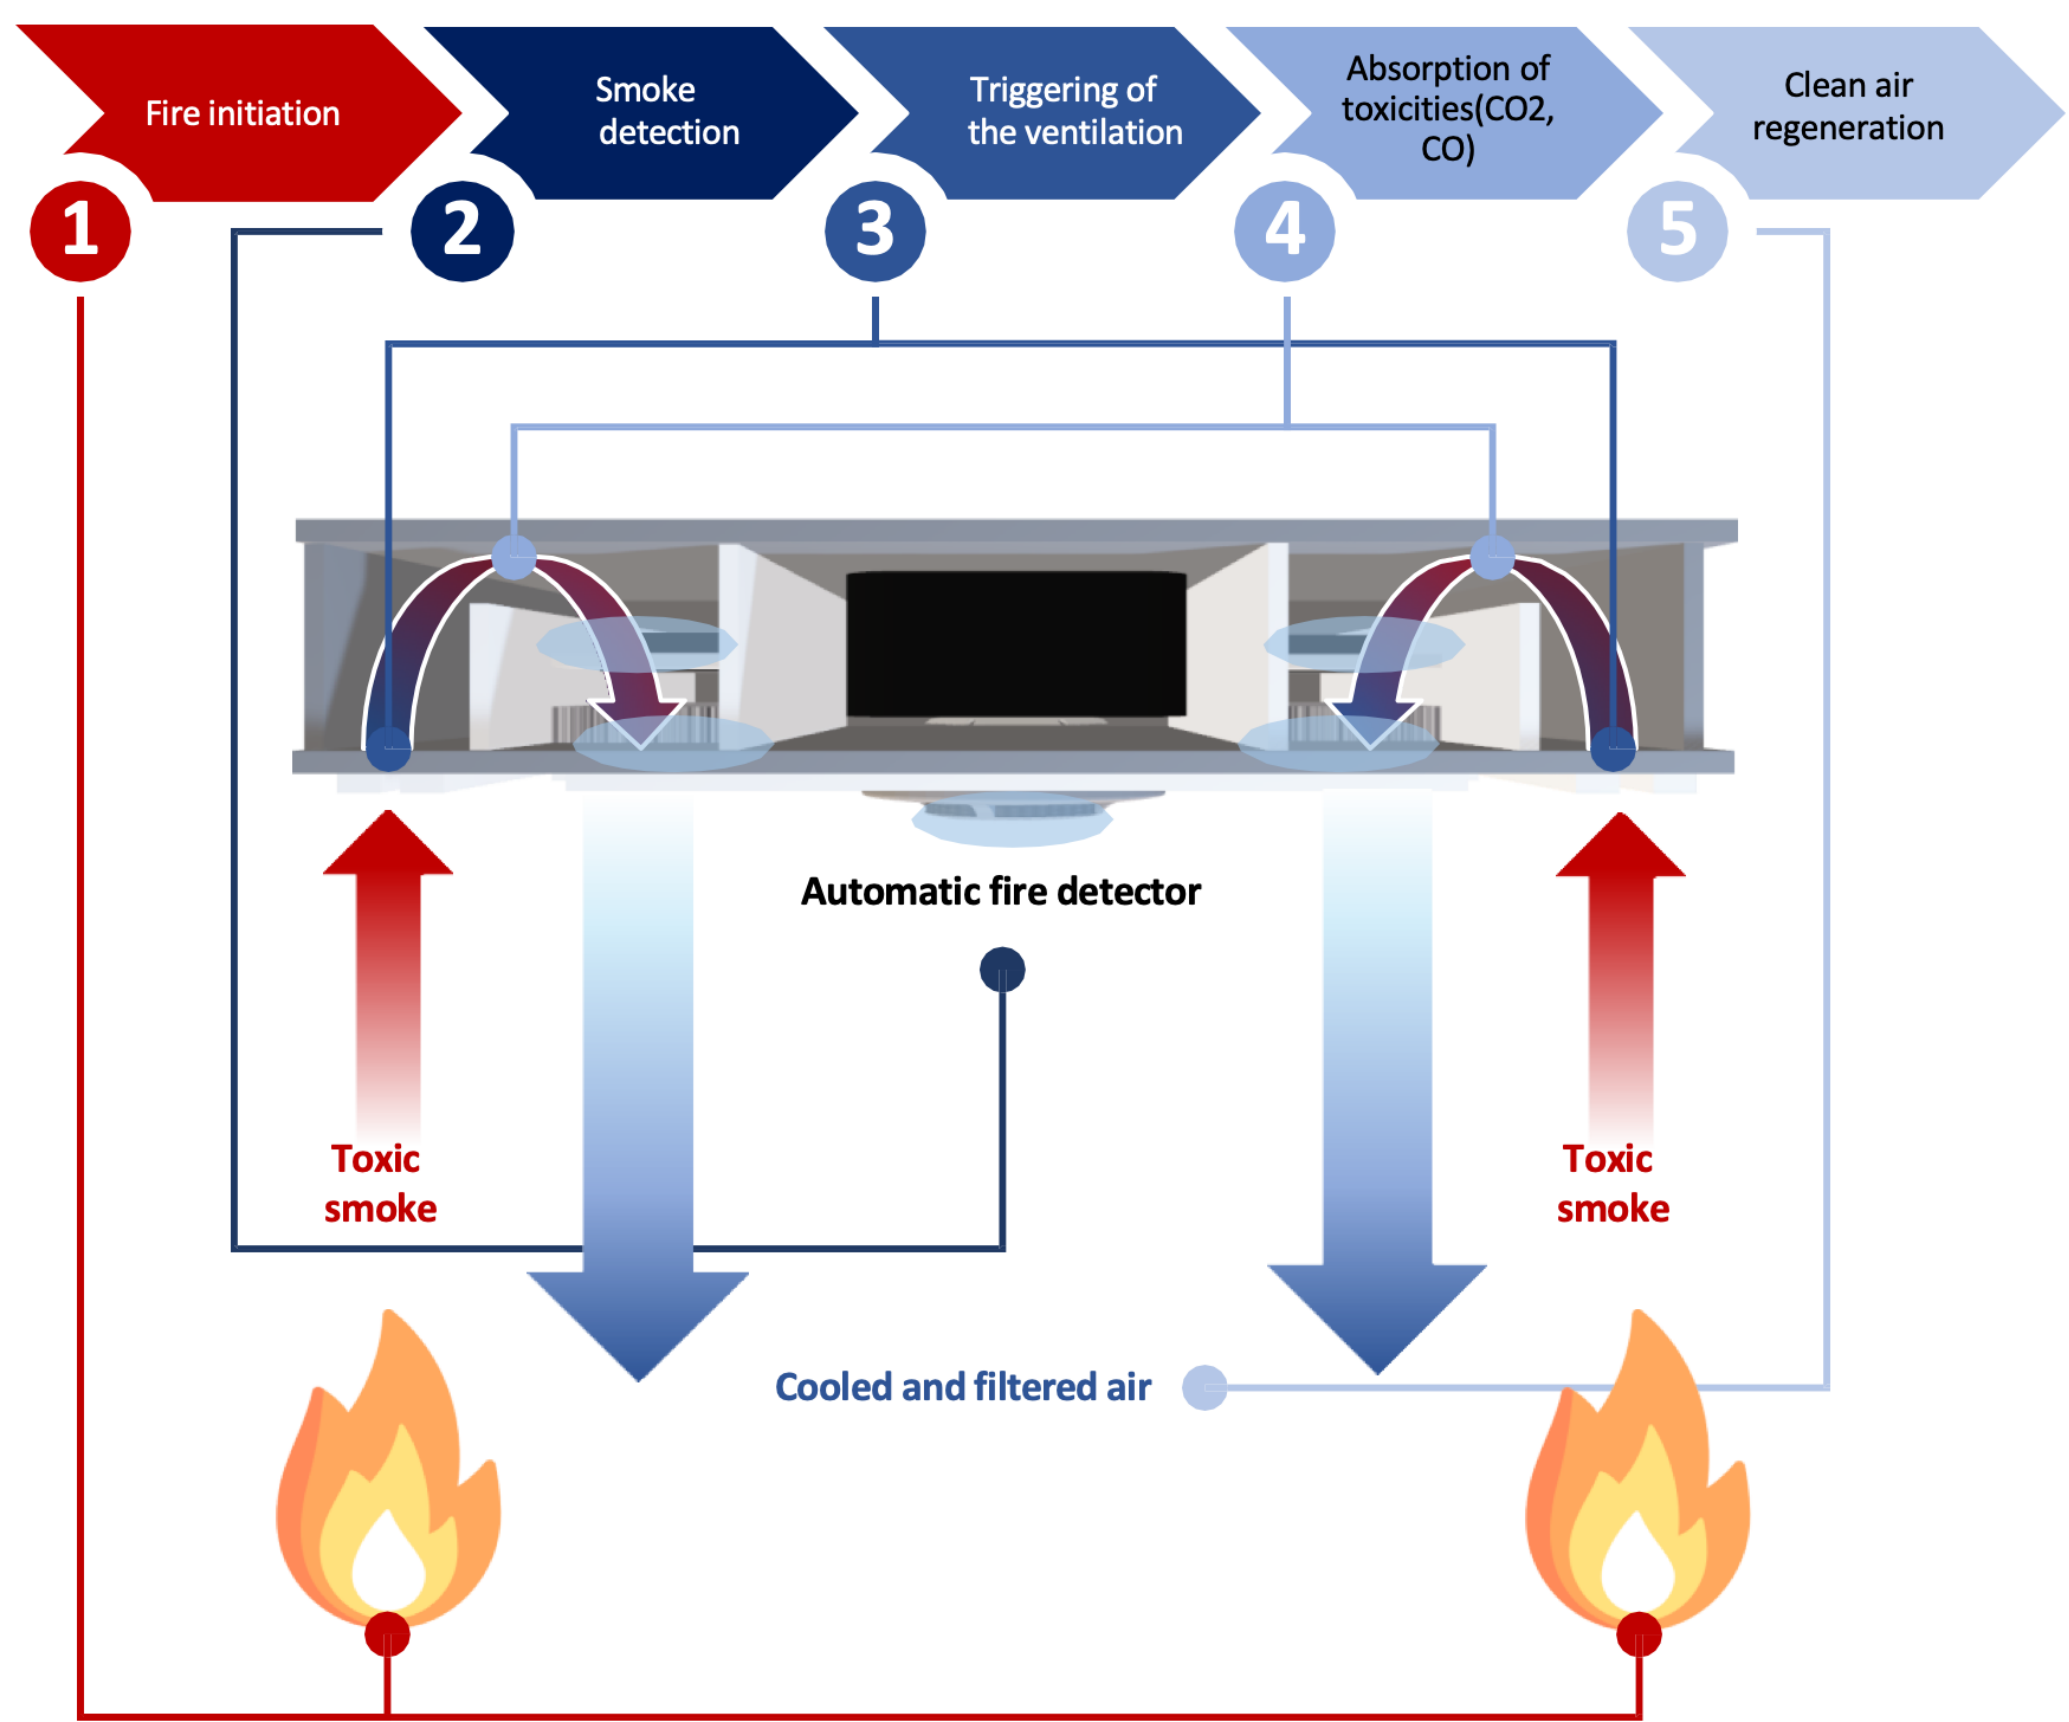 Fire initiation
Smoke
detection
Triggering of
the ventilation
Absorption of
toxicities(CO2,
CO)
Clean air
regeneration
1
2
3
4
5
Automatic fire detector
Toxic
smoke
Toxic
smoke
Cooled and filtered air